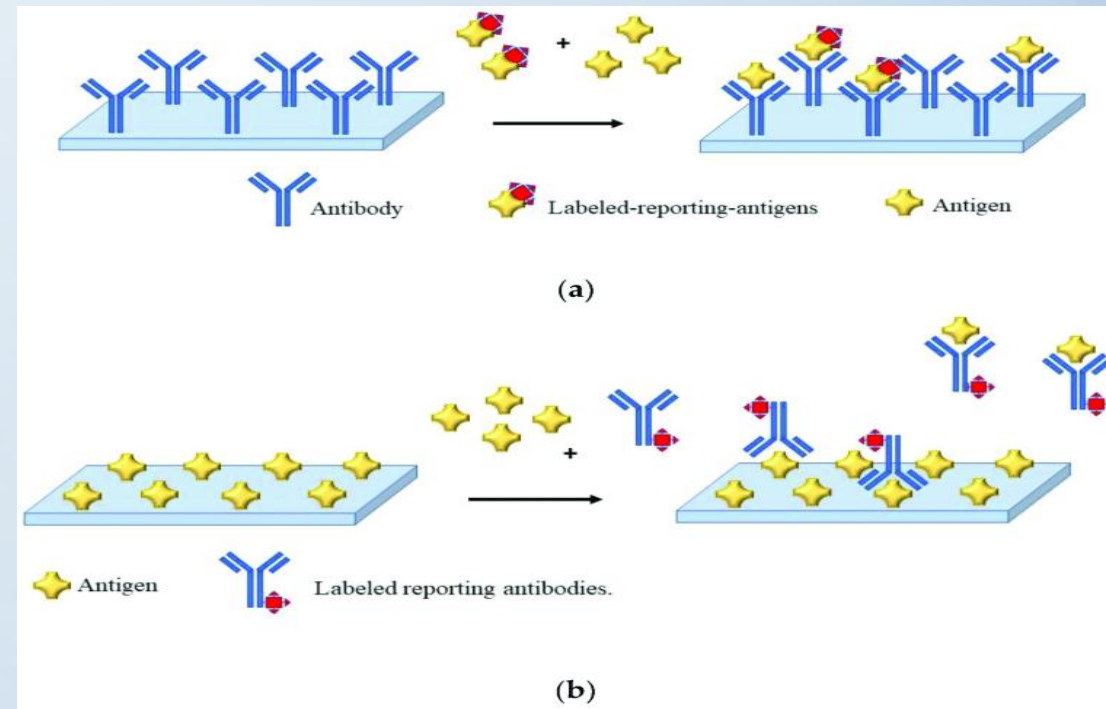 +
Antibody
Labeled-reporting-antigens
Antigen
(a)
+
Antigen
Labeled reporting antibodies.
(b)